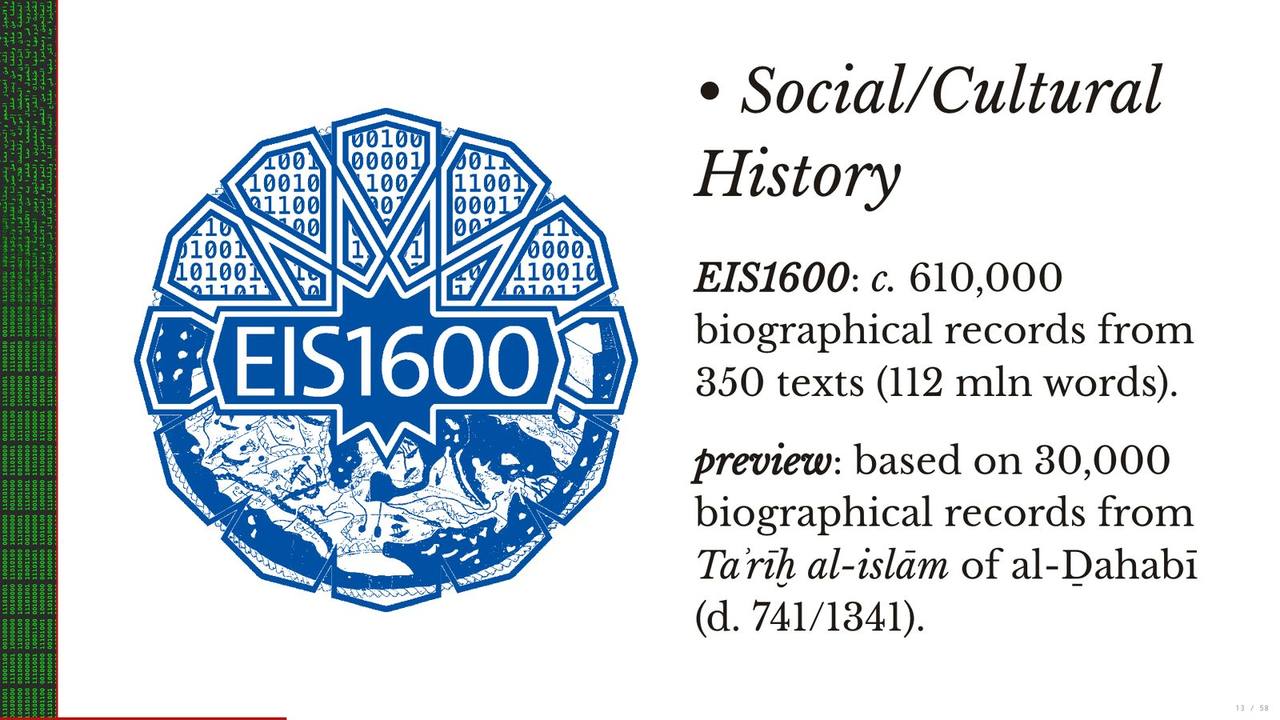 • Social/Cultural
History
EIS1600: c. 610,000
biographical records from
350 texts (112 mln words).
preview: based on 30,000
biographical records from
Taʾrīḫ al-islām of al-Ḏahabī
(d. 741/1341).
EIS1600
13 / 58